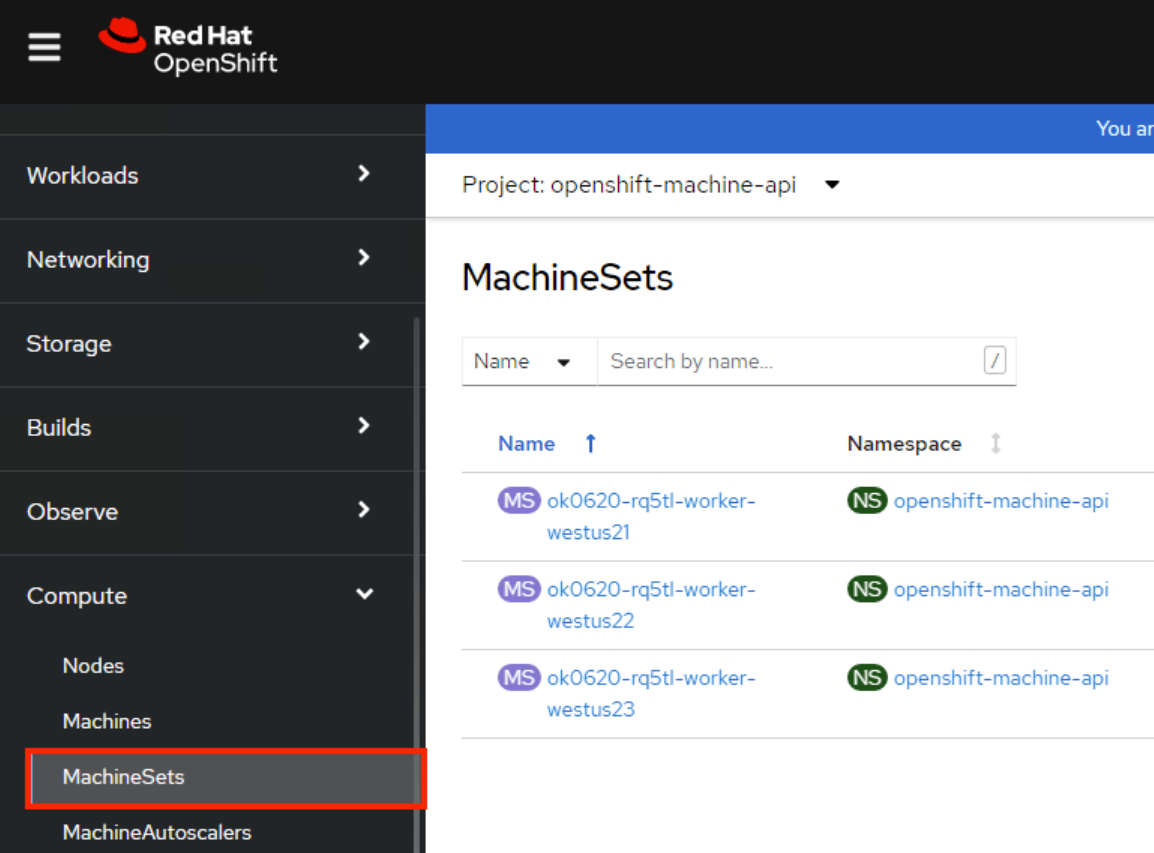 Red Hat
OpenShift
You
Project: openshift-machine-api
Workloads
Networking
Storage
Builds
Observe
Compute
Nodes
Machines
MachineSets
MachineAutoscalers
MachineSets
Name
Search by name...
/
Name
Namespace
MS ok0620-rq5tl-worker-
westus21
NS openshift-machine-api
MS ok0620-rq5tl-worker-
westus22
NS openshift-machine-api
MS ok0620-rq5tl-worker-
westus23
NS openshift-machine-api